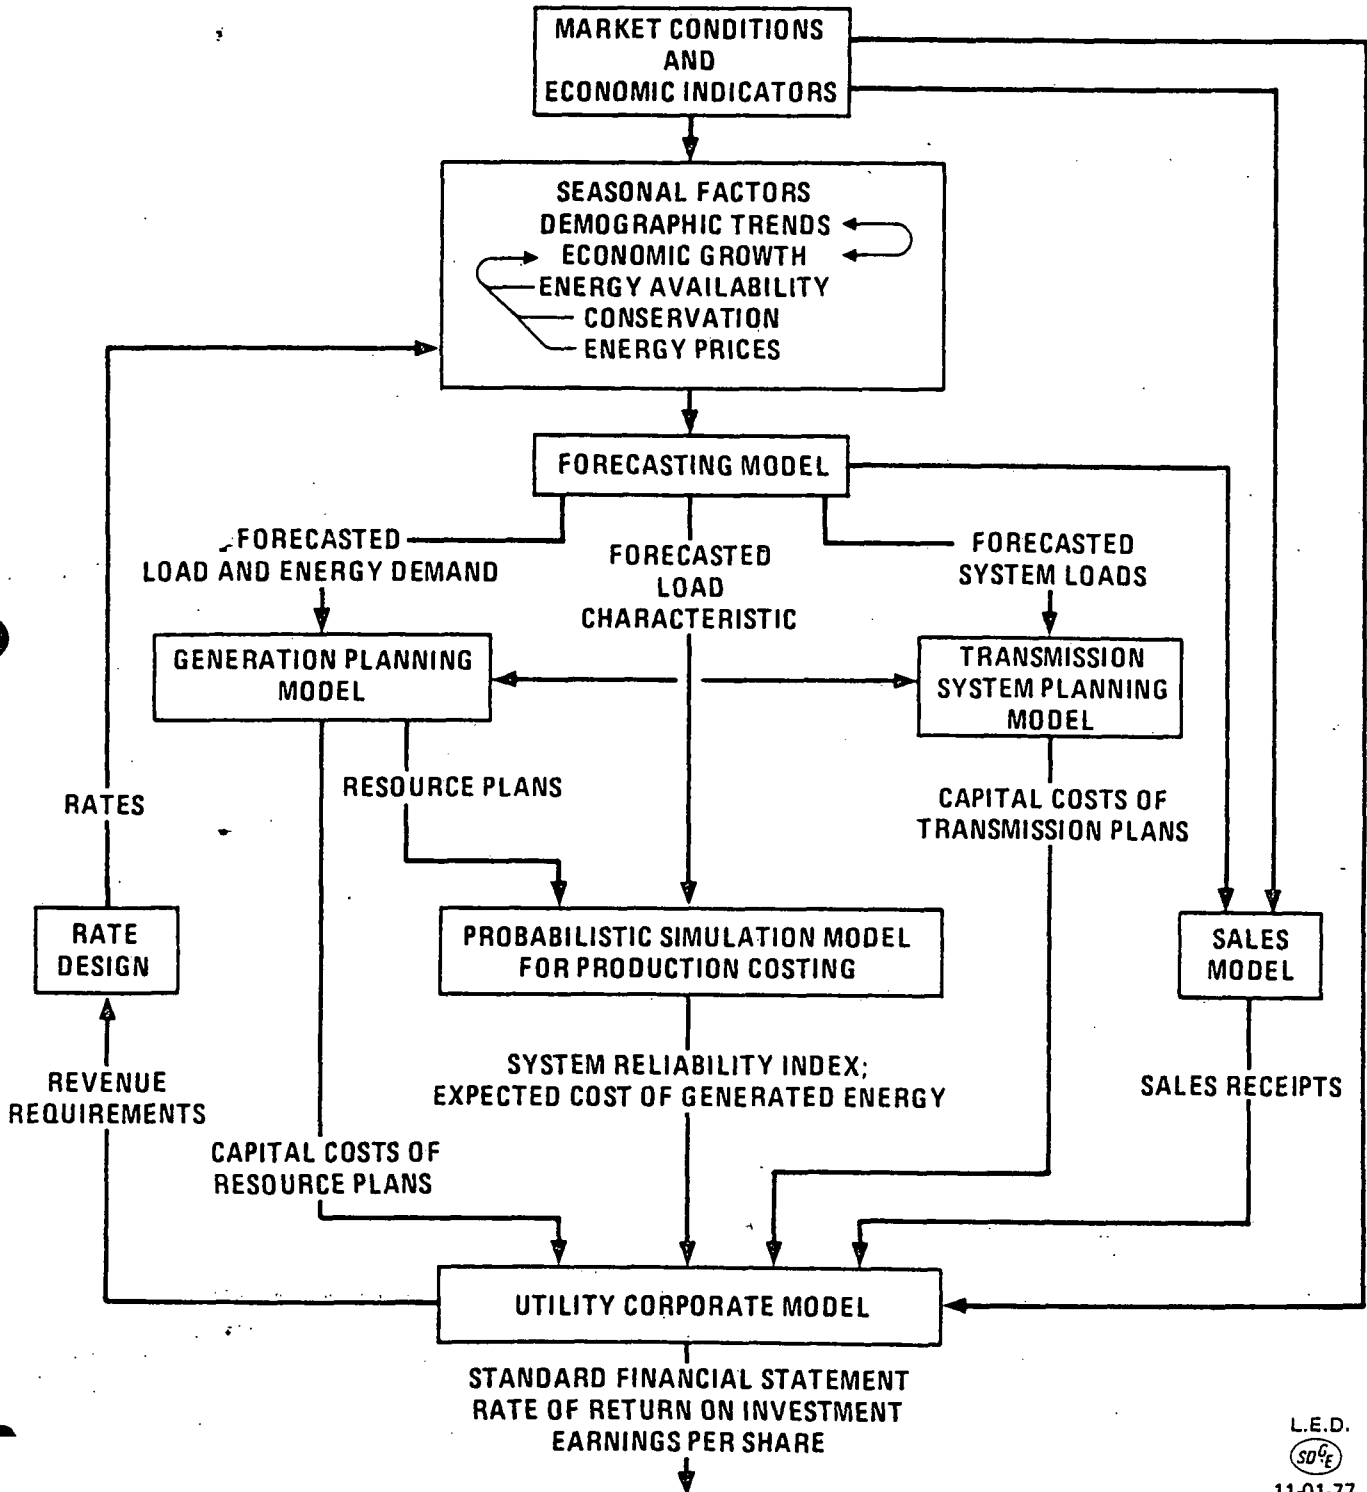 MARKET CONDITIONS
AND
ECONOMIC INDICATORS
SEASONAL FACTORS
DEMOGRAPHIC TRENDS
ECONOMIC GROWTH
ENERGY AVAILABILITY
CONSERVATION
ENERGY PRICES
FORECASTING MODEL
FORECASTED
LOAD AND ENERGY DEMAND
FORECASTED
LOAD
CHARACTERISTIC
FORECASTED
SYSTEM LOADS
GENERATION PLANNING
MODEL
TRANSMISSION
SYSTEM PLANNING
MODEL
RESOURCE PLANS
CAPITAL COSTS OF
TRANSMISSION PLANS
RATES
RATE
DESIGN
PROBABILISTIC SIMULATION MODEL
FOR PRODUCTION COSTING
SALES
MODEL
SYSTEM RELIABILITY INDEX;
EXPECTED COST OF GENERATED ENERGY
REVENUE
REQUIREMENTS
SALES RECEIPTS
CAPITAL COSTS OF
RESOURCE PLANS
UTILITY CORPORATE MODEL
STANDARD FINANCIAL STATEMENT
RATE OF RETURN ON INVESTMENT
EARNINGS PER SHARE
L.E.D.
SDGE
11-01-77